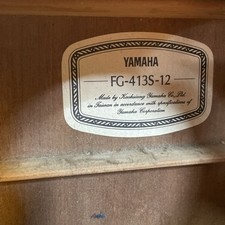 YAMAHA
FG-413S-12
Made by Kaohsiung Yamaha Co., Ltd.
in Taiwan in accordance with specifications of
Yamaha Corporation.